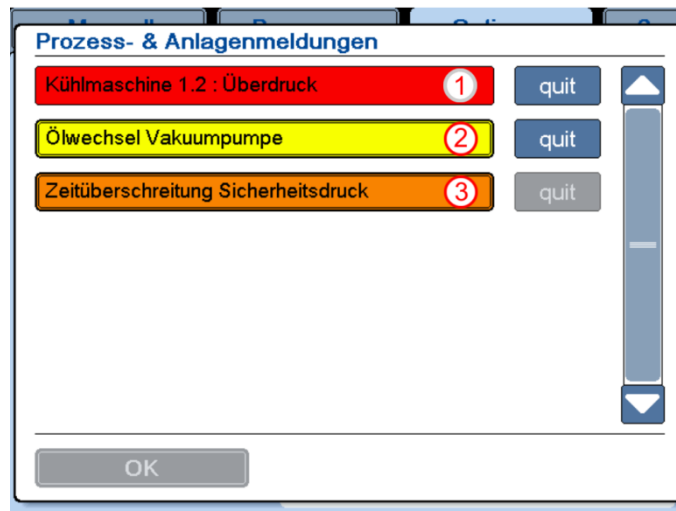 Prozess- & Anlagenmeldungen
Kühlmaschine 1.2 : Überdruck 1 quit
Ölwechsel Vakuumpumpe 2 quit
Zeitüberschreitung Sicherheitsdruck 3 quit
OK